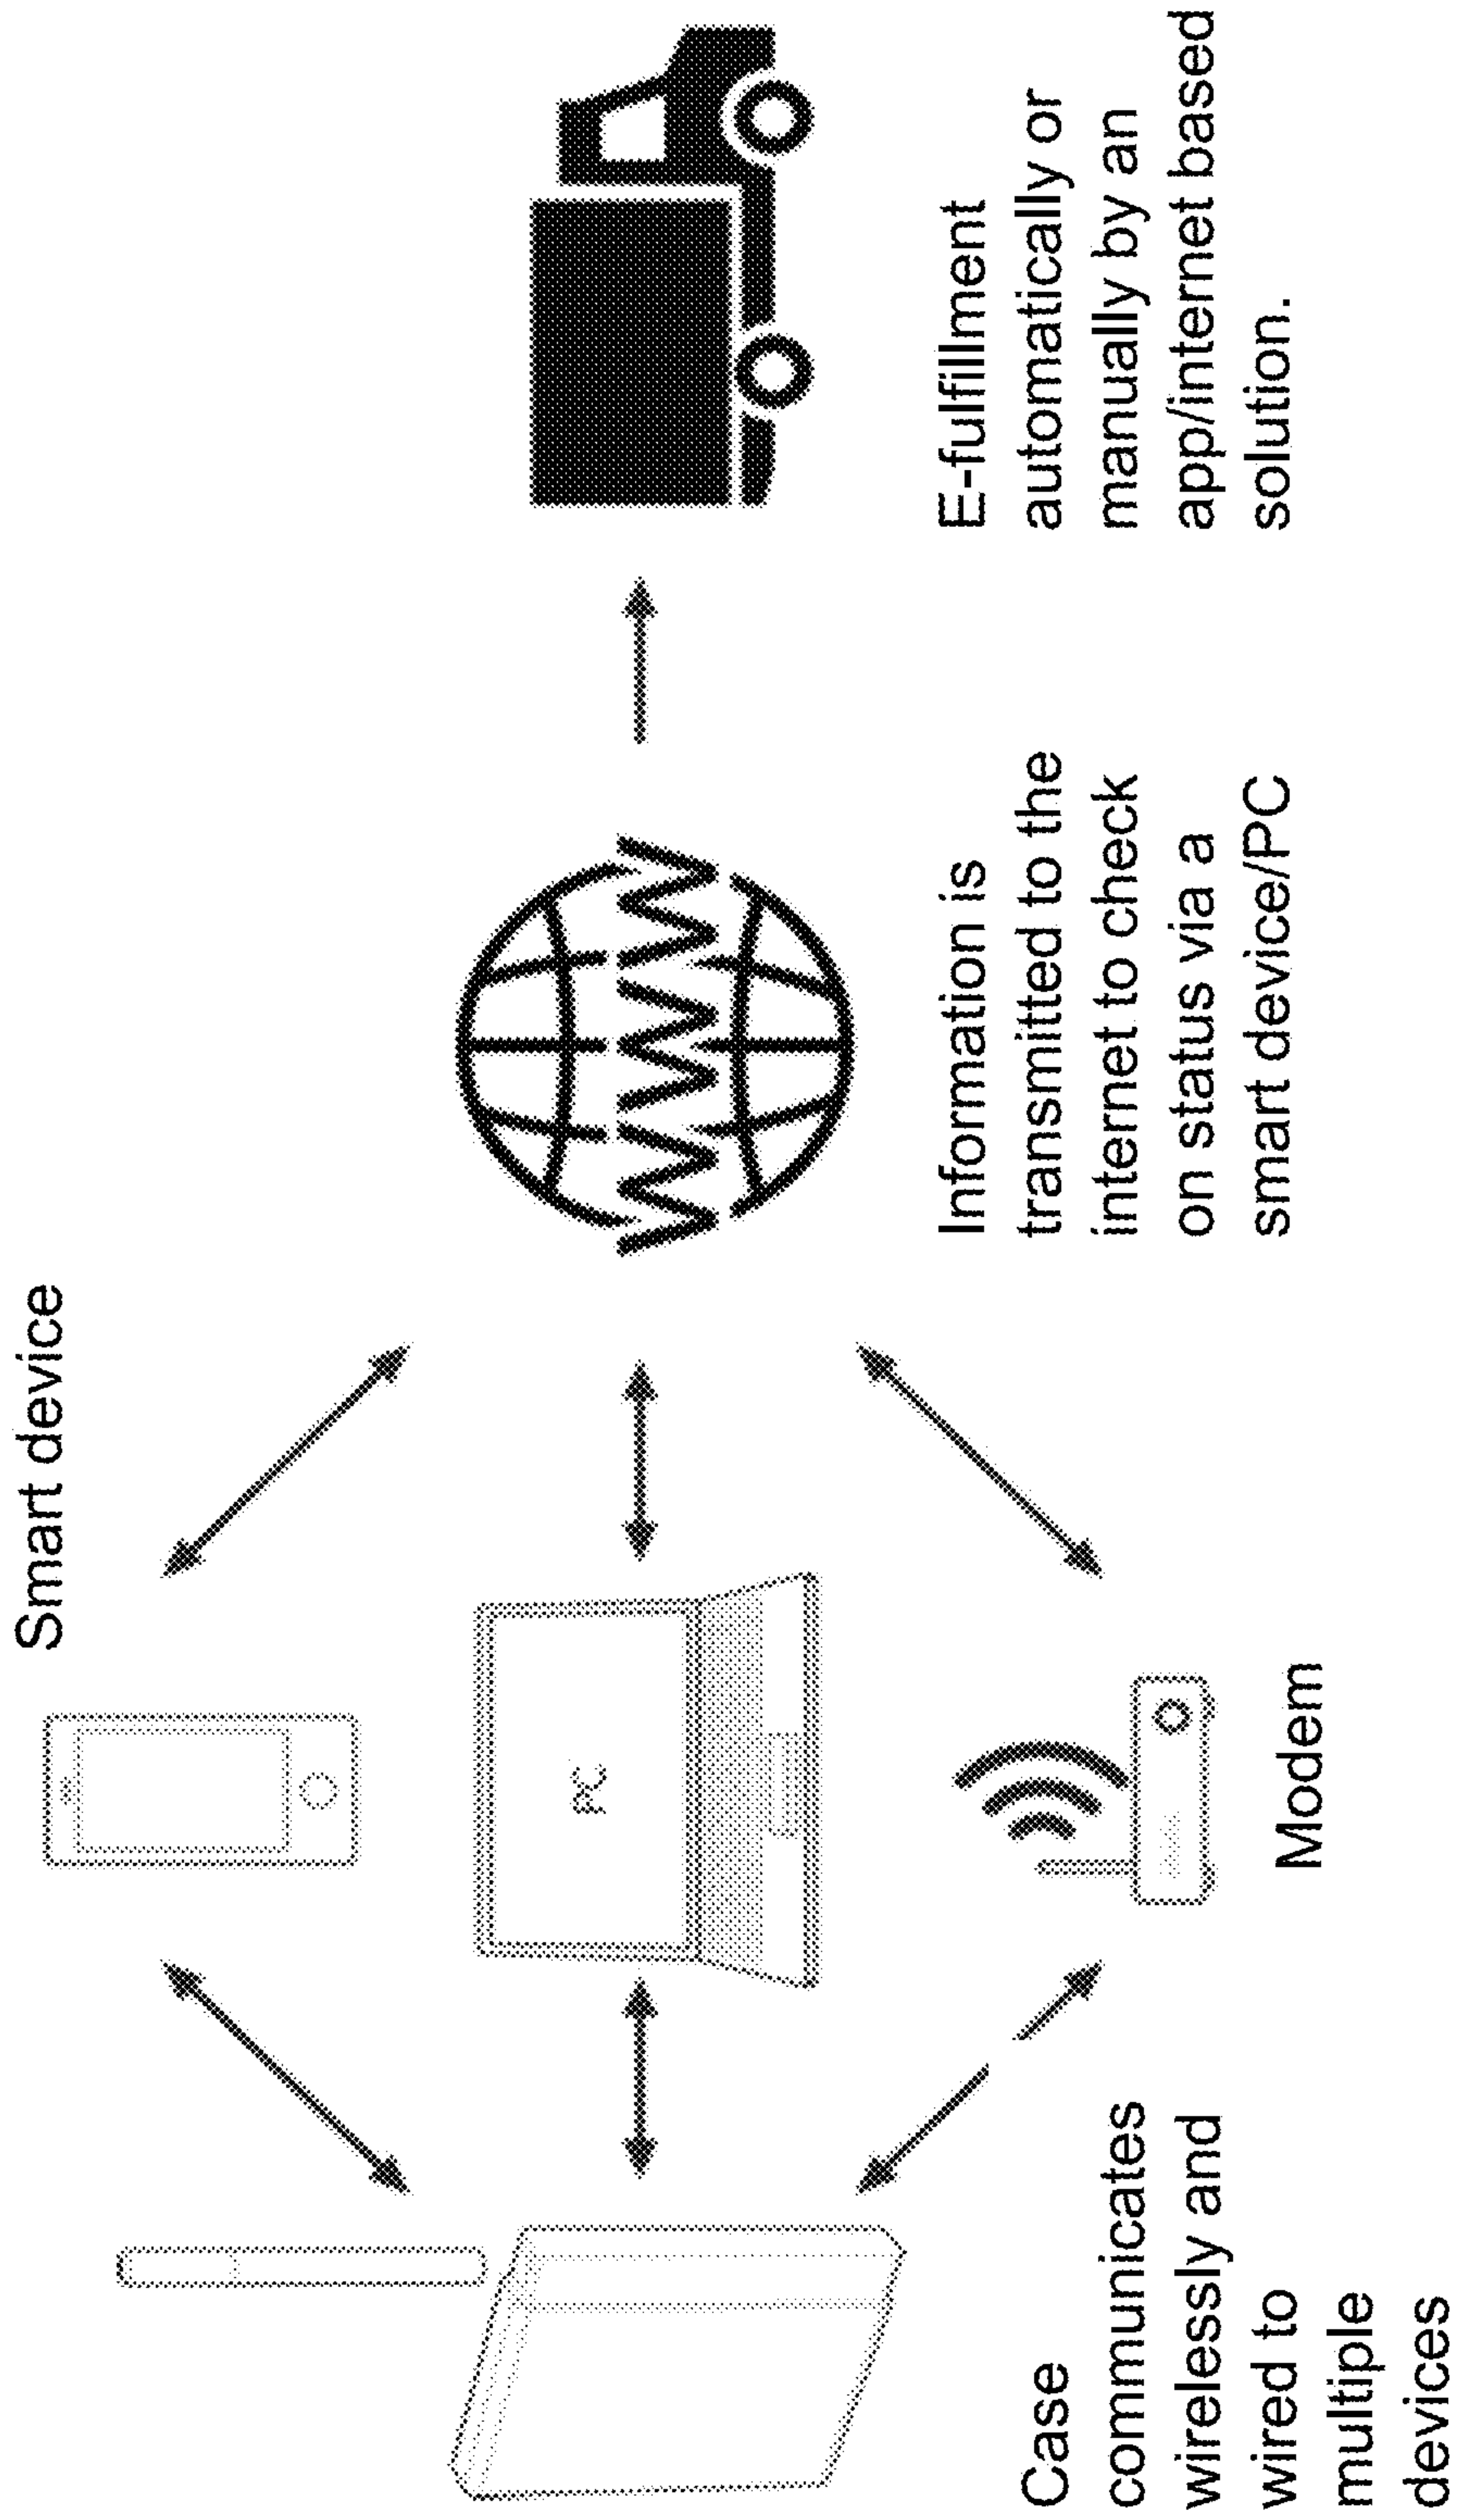 Smart device
PC
Modem
WWW
Case
communicates
wirelessly and
wired to
multiple
devices
Information is
transmitted to the
internet to check
on status via a
smart device/PC
E-fulfillment
automatically or
manually by an
app/internet based
solution.